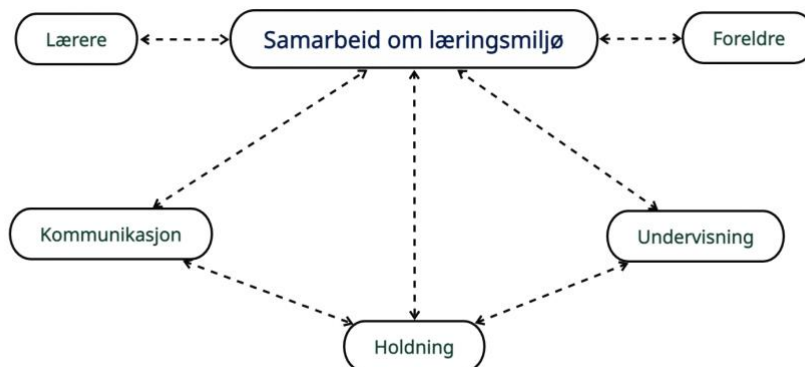 Lærere
Samarbeid om læringsmiljø
Foreldre
Kommunikasjon
Undervisning
Holdning